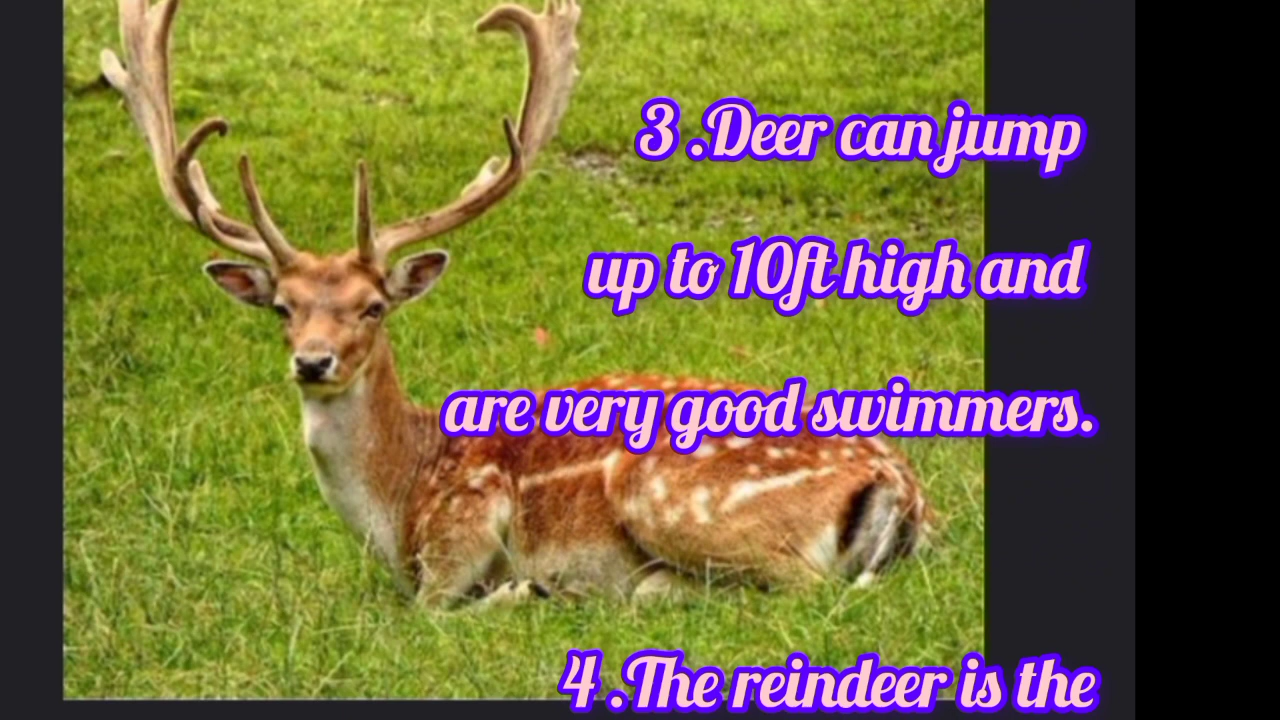 3 .Deer can jump
up to 10ft high and
are very good swimmers.
4 .The reindeer is the